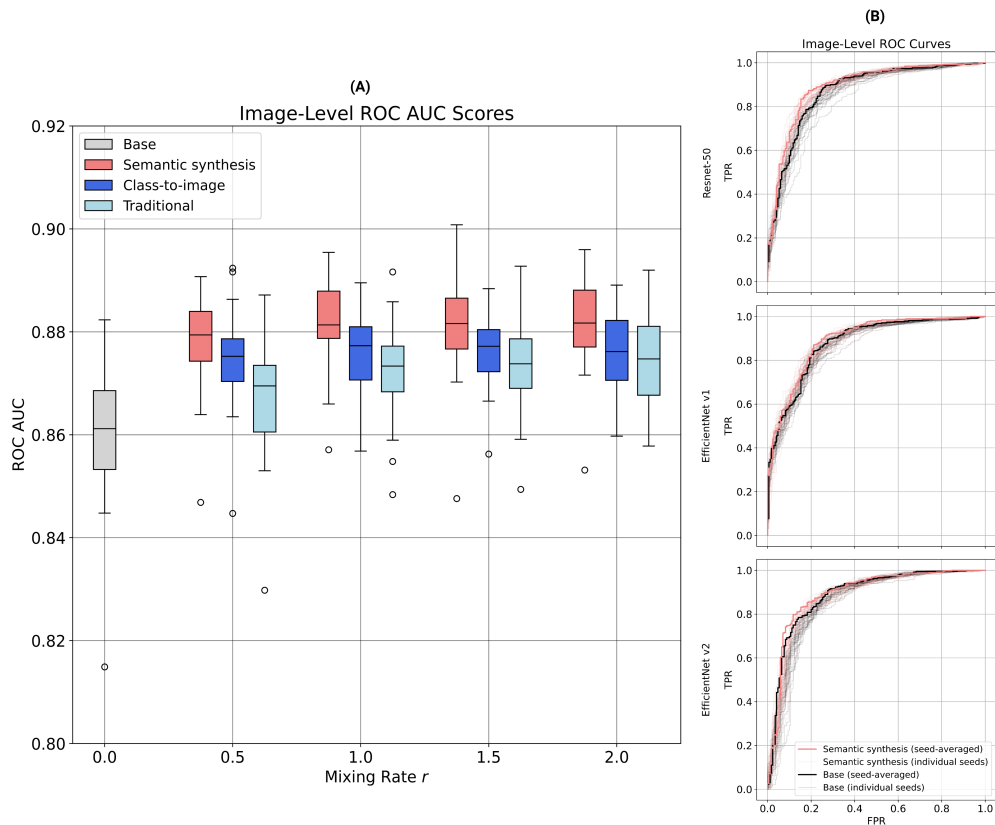 (A)
Image-Level ROC AUC Scores
0.92
0.90
0.88
0.86
0.84
0.82
0.80
ROC AUC
Base
Semantic synthesis
Class-to-image
Traditional
0.0 0.5 1.0 1.5 2.0
Mixing Rate r
(B)
Image-Level ROC Curves
1.0
0.8
0.6
0.4
0.2
0.0
Resnet-50
TPR
1.0
0.8
0.6
0.4
0.2
0.0
EfficientNet v1
TPR
1.0
0.8
0.6
0.4
0.2
0.0
EfficientNet v2
TPR
Semantic synthesis (seed-averaged)
Semantic synthesis (individual seeds)
Base (seed-averaged)
Base (individual seeds)
0.0 0.2 0.4 0.6 0.8 1.0
FPR